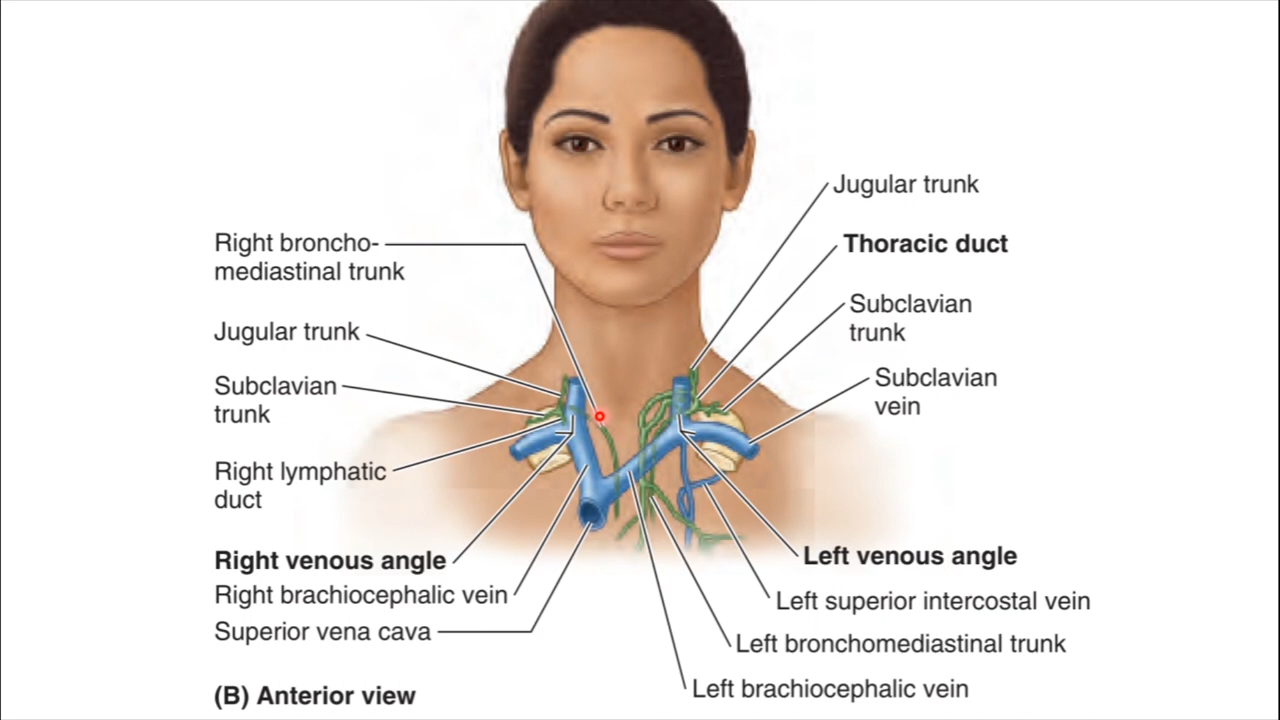 Right broncho-
mediastinal trunk
Jugular trunk
Subclavian
trunk
Right lymphatic
duct
Right venous angle
Right brachiocephalic vein
Superior vena cava
(B) Anterior view
Jugular trunk
Thoracic duct
Subclavian
trunk
Subclavian
vein
Left venous angle
Left superior intercostal vein
Left bronchomediastinal trunk
Left brachiocephalic vein